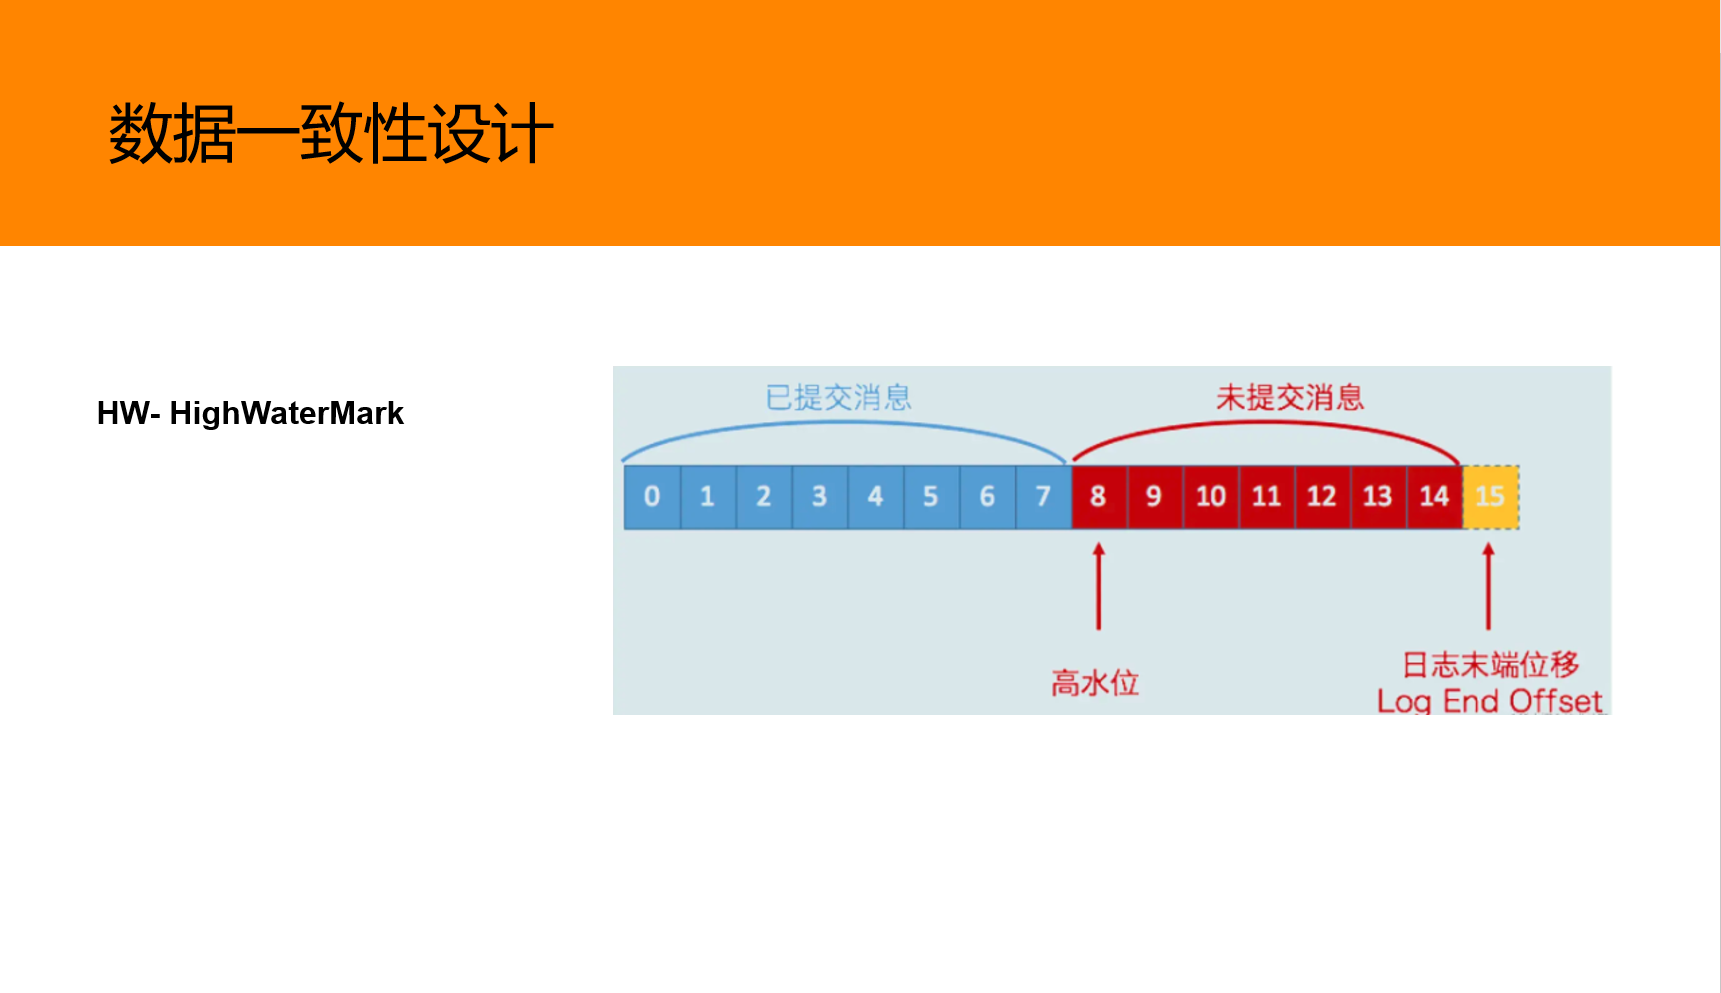 数据一致性设计
HW- HighWaterMark
已提交消息
未提交消息
0 1 2 3 4 5 6 7 8 9 10 11 12 13 14 15
高水位
日志末端位移
Log End Offset